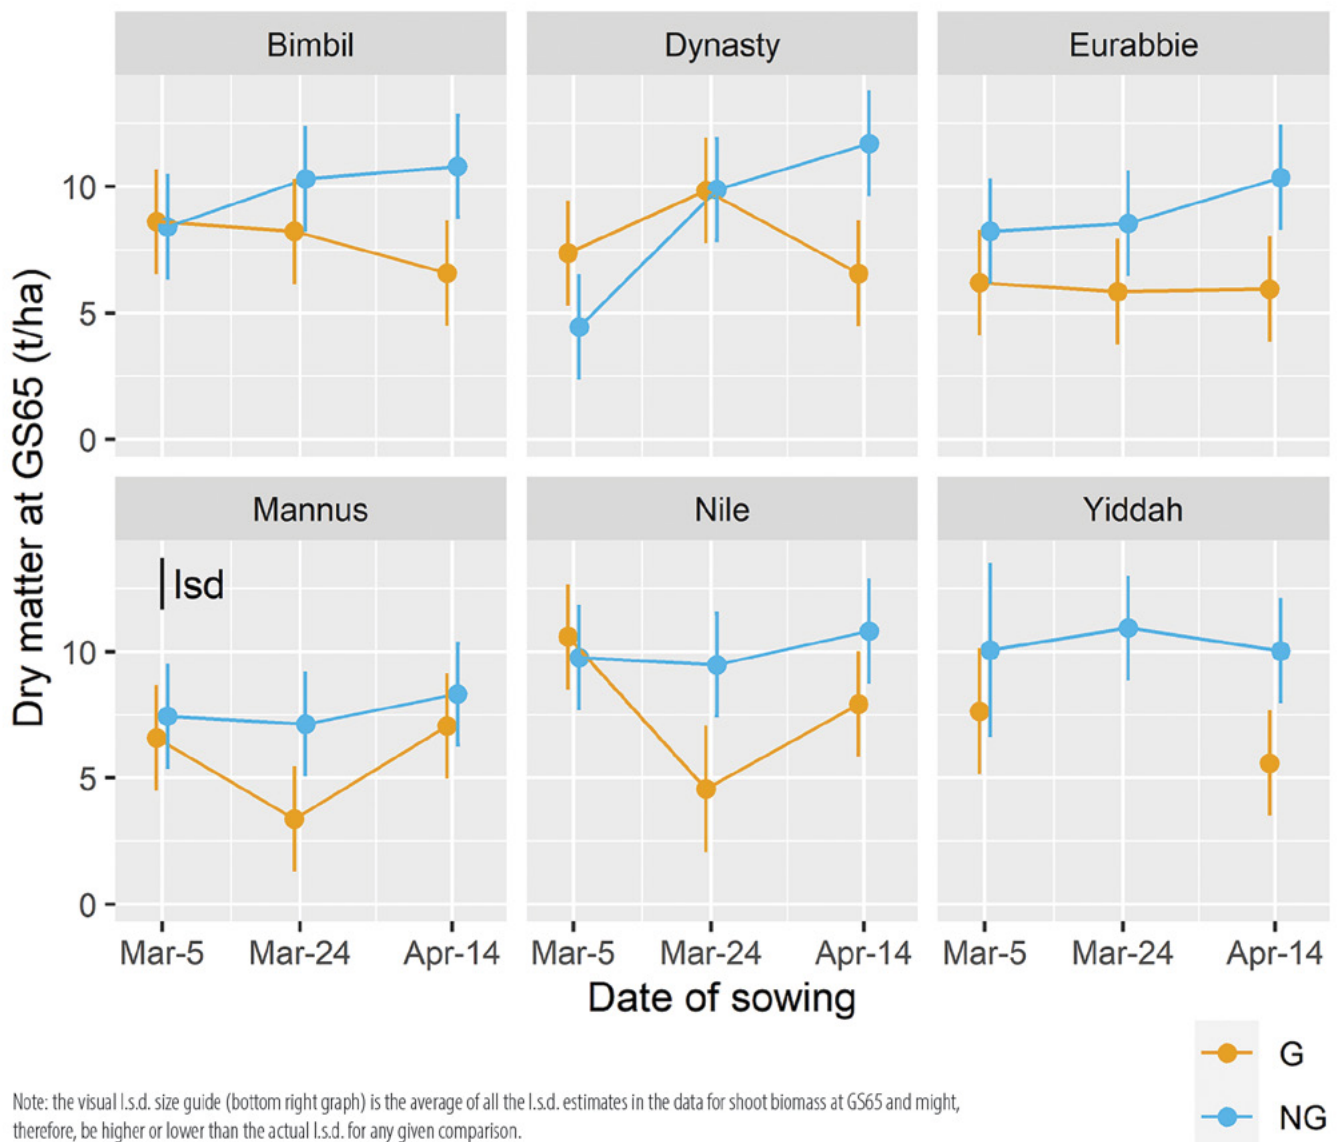 Bimbil Dynasty Eurabbie
10
5
0
Dry matter at GS65 (t/ha)
Mannus Nile Yiddah
lsd
10
5
0
Mar-5 Mar-24 Apr-14 Mar-5 Mar-24 Apr-14 Mar-5 Mar-24 Apr-14
Date of sowing
G
NG
Note: the visual l.s.d. size guide (bottom right graph) is the average of all the l.s.d. estimates in the data for shoot biomass at GS65 and might,
therefore, be higher or lower than the actual l.s.d. for any given comparison.